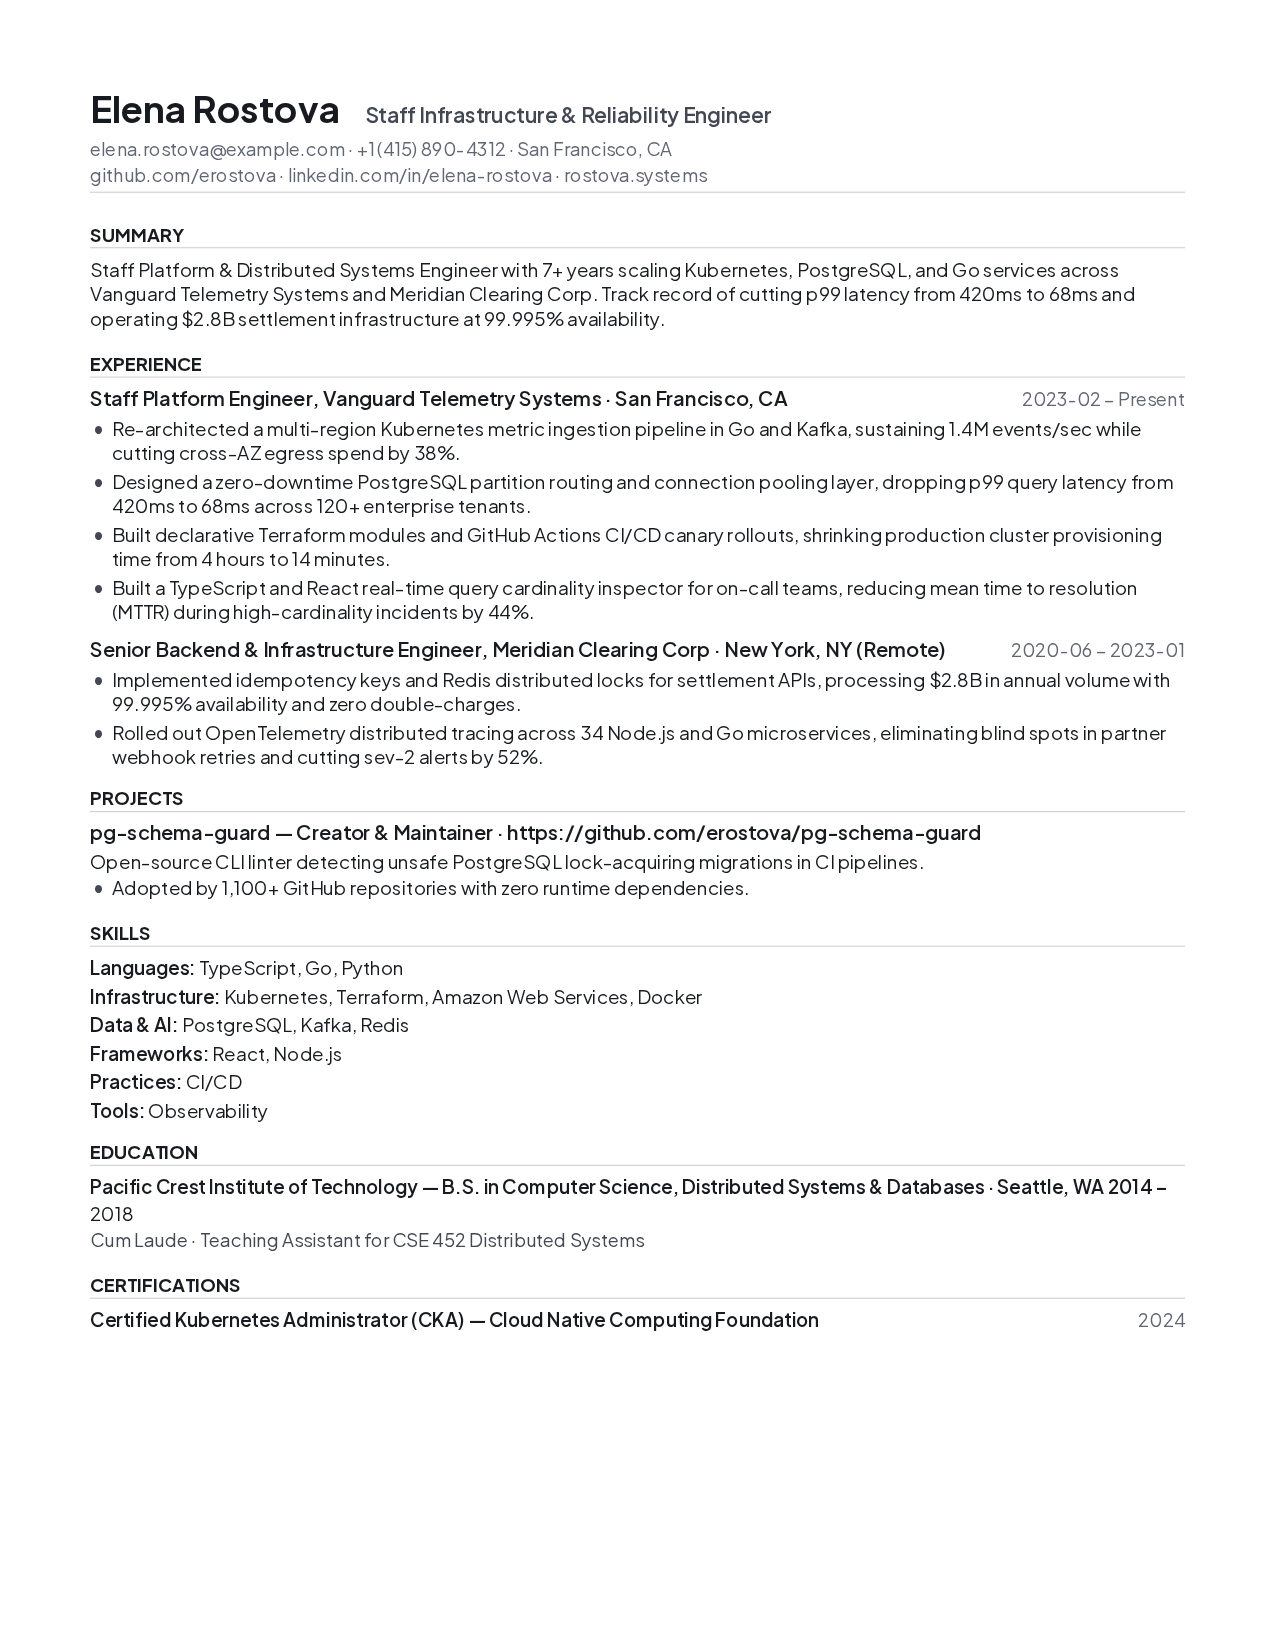 Elena Rostova Staff Infrastructure & Reliability Engineer
elena.rostova@example.com · +1 (415) 890-4312 · San Francisco, CA
github.com/erostova · linkedin.com/in/elena-rostova · rostova.systems
SUMMARY
Staff Platform & Distributed Systems Engineer with 7+ years scaling Kubernetes, PostgreSQL, and Go services across
Vanguard Telemetry Systems and Meridian Clearing Corp. Track record of cutting p99 latency from 420ms to 68ms and
operating $2.8B settlement infrastructure at 99.995% availability.
EXPERIENCE
Staff Platform Engineer, Vanguard Telemetry Systems · San Francisco, CA 2023-02 – Present
• Re-architected a multi-region Kubernetes metric ingestion pipeline in Go and Kafka, sustaining 1.4M events/sec while
cutting cross-AZ egress spend by 38%.
• Designed a zero-downtime PostgreSQL partition routing and connection pooling layer, dropping p99 query latency from
420ms to 68ms across 120+ enterprise tenants.
• Built declarative Terraform modules and GitHub Actions CI/CD canary rollouts, shrinking production cluster provisioning
time from 4 hours to 14 minutes.
• Built a TypeScript and React real-time query cardinality inspector for on-call teams, reducing mean time to resolution
(MTTR) during high-cardinality incidents by 44%.
Senior Backend & Infrastructure Engineer, Meridian Clearing Corp · New York, NY (Remote) 2020-06 – 2023-01
• Implemented idempotency keys and Redis distributed locks for settlement APIs, processing $2.8B in annual volume with
99.995% availability and zero double-charges.
• Rolled out OpenTelemetry distributed tracing across 34 Node.js and Go microservices, eliminating blind spots in partner
webhook retries and cutting sev-2 alerts by 52%.
PROJECTS
pg-schema-guard — Creator & Maintainer · https://github.com/erostova/pg-schema-guard
Open-source CLI linter detecting unsafe PostgreSQL lock-acquiring migrations in CI pipelines.
• Adopted by 1,100+ GitHub repositories with zero runtime dependencies.
SKILLS
Languages: TypeScript, Go, Python
Infrastructure: Kubernetes, Terraform, Amazon Web Services, Docker
Data & AI: PostgreSQL, Kafka, Redis
Frameworks: React, Node.js
Practices: CI/CD
Tools: Observability
EDUCATION
Pacific Crest Institute of Technology — B.S. in Computer Science, Distributed Systems & Databases · Seattle, WA 2014 –
2018
Cum Laude · Teaching Assistant for CSE 452 Distributed Systems
CERTIFICATIONS
Certified Kubernetes Administrator (CKA) — Cloud Native Computing Foundation 2024